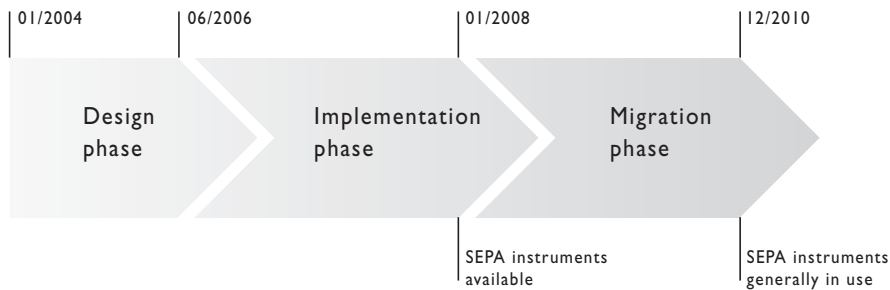 01/2004
06/2006
01/2008
12/2010
Design
phase
Implementation
phase
Migration
phase
SEPA instruments
available
SEPA instruments
generally in use